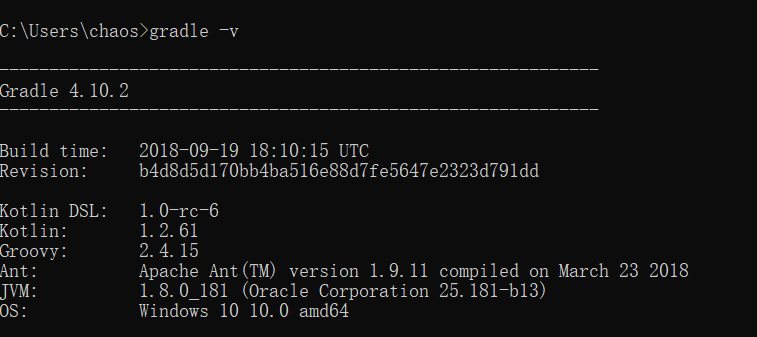 C:\Users\chaos>gradle -v
------------------------------------------------------------
Gradle 4.10.2
------------------------------------------------------------
Build time:   2018-09-19 18:10:15 UTC
Revision:     b4d8d5d170bb4ba516e88d7fe5647e2323d791dd
Kotlin DSL:   1.0-rc-6
Kotlin:       1.2.61
Groovy:       2.4.15
Ant:          Apache Ant(TM) version 1.9.11 compiled on March 23 2018
JVM:          1.8.0_181 (Oracle Corporation 25.181-b13)
OS:           Windows 10 10.0 amd64